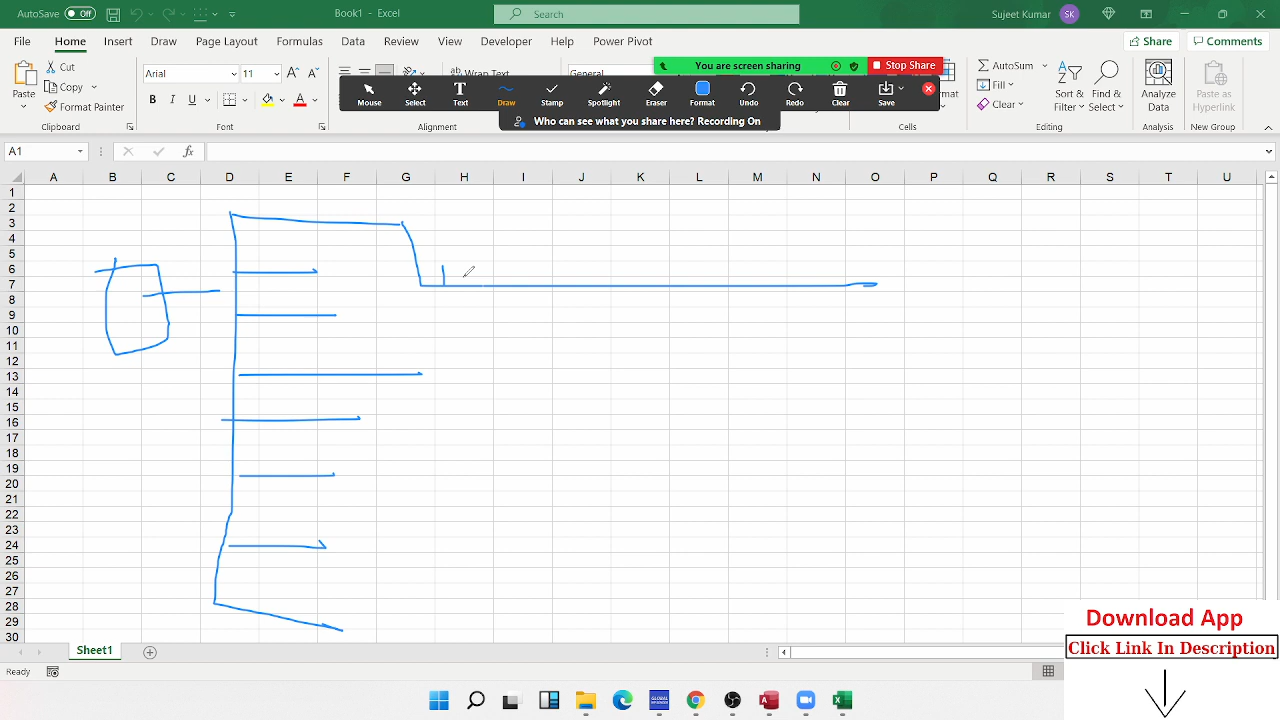 AutoSave Off Book1 - Excel Search Sujeet Kumar SK
File Home Insert Draw Page Layout Formulas Data Review View Developer Help Power Pivot Share Comments
Paste Cut Copy Format Painter
Clipboard
Arial 11
B I U
Font
Wrap Text
Alignment
General
You are screen sharing Stop Share
Mouse Select Text Draw Stamp Spotlight Eraser Format Undo Redo Clear Save
Who can see what you share here? Recording On
Cells
AutoSum Fill Clear
Sort & Filter Find & Select
Editing
Analyze Data
Analysis
Paste as Hyperlink
New Group
A1 fx
A B C D E F G H I J K L M N O P Q R S T U
1
2
3
4
5
6
7
8
9
10
11
12
13
14
15
16
17
18
19
20
21
22
23
24
25
26
27
28
29
30
Download App
Click Link In Description
Sheet1
Ready